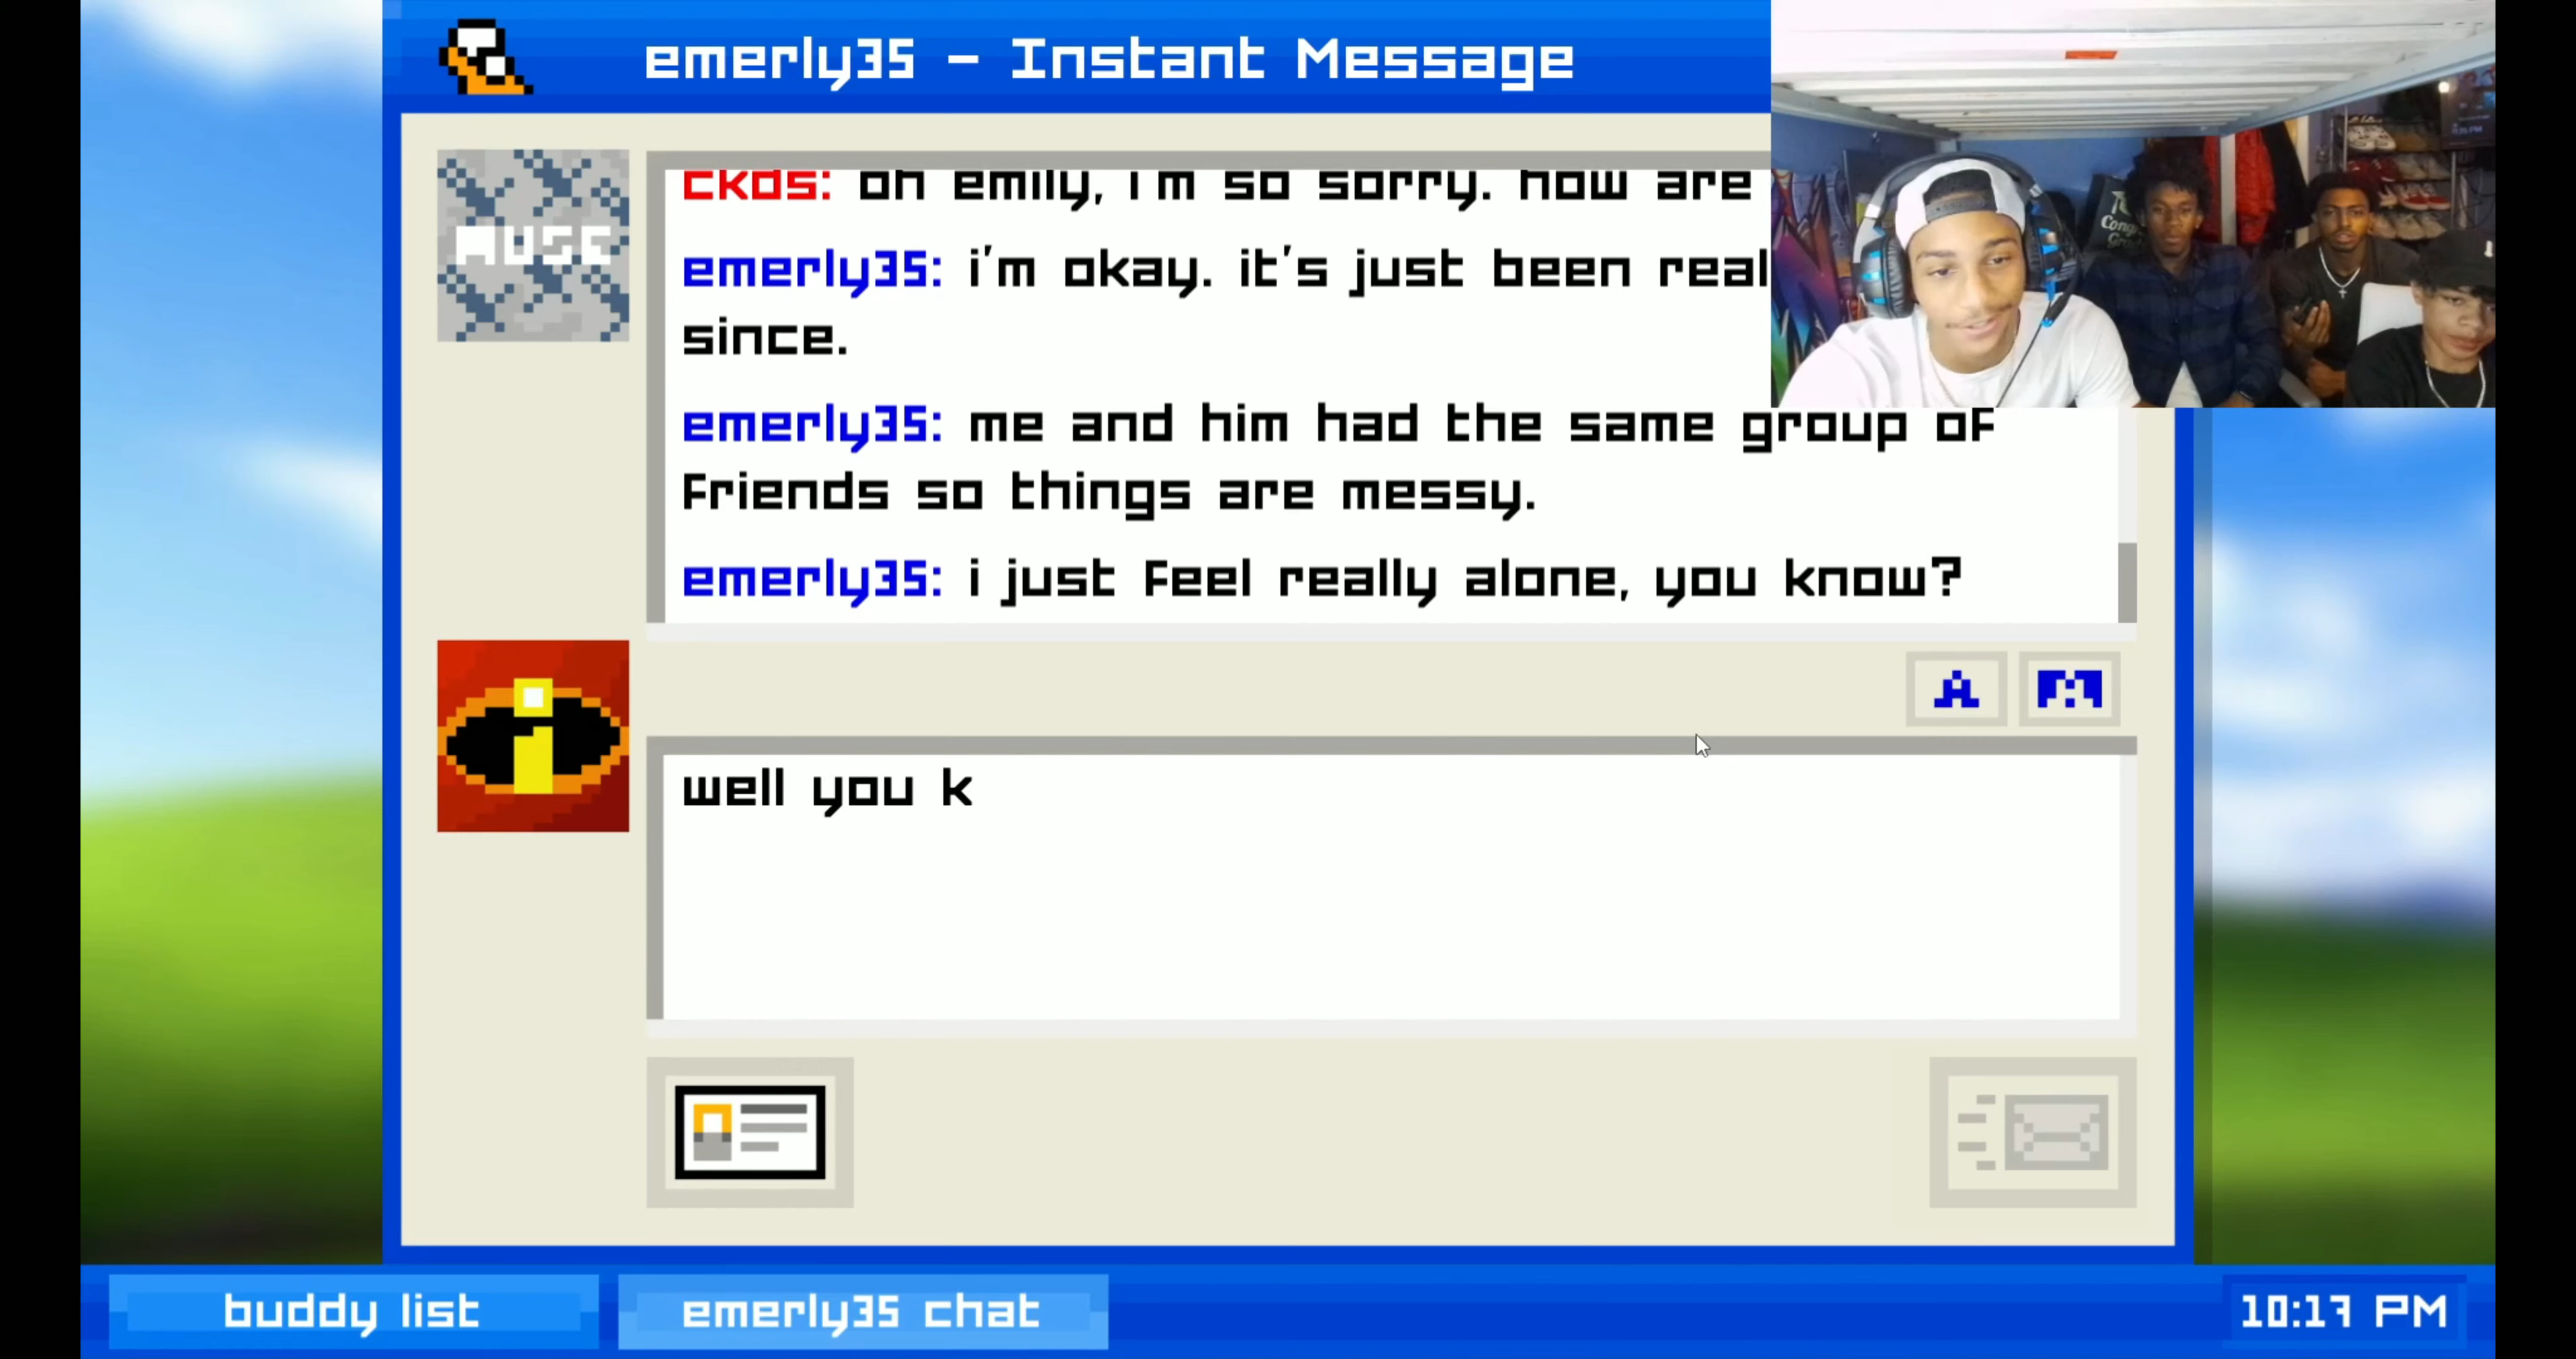 emerly35 - Instant Message
MUSE
ckds: oh emily, i'm so sorry. how are
emerly35: i'm okay. it's just been real
since.
emerly35: me and him had the same group of
friends so things are messy.
emerly35: i just feel really alone, you know?
A
i
well you k
buddy list
emerly35 chat
10:17 PM